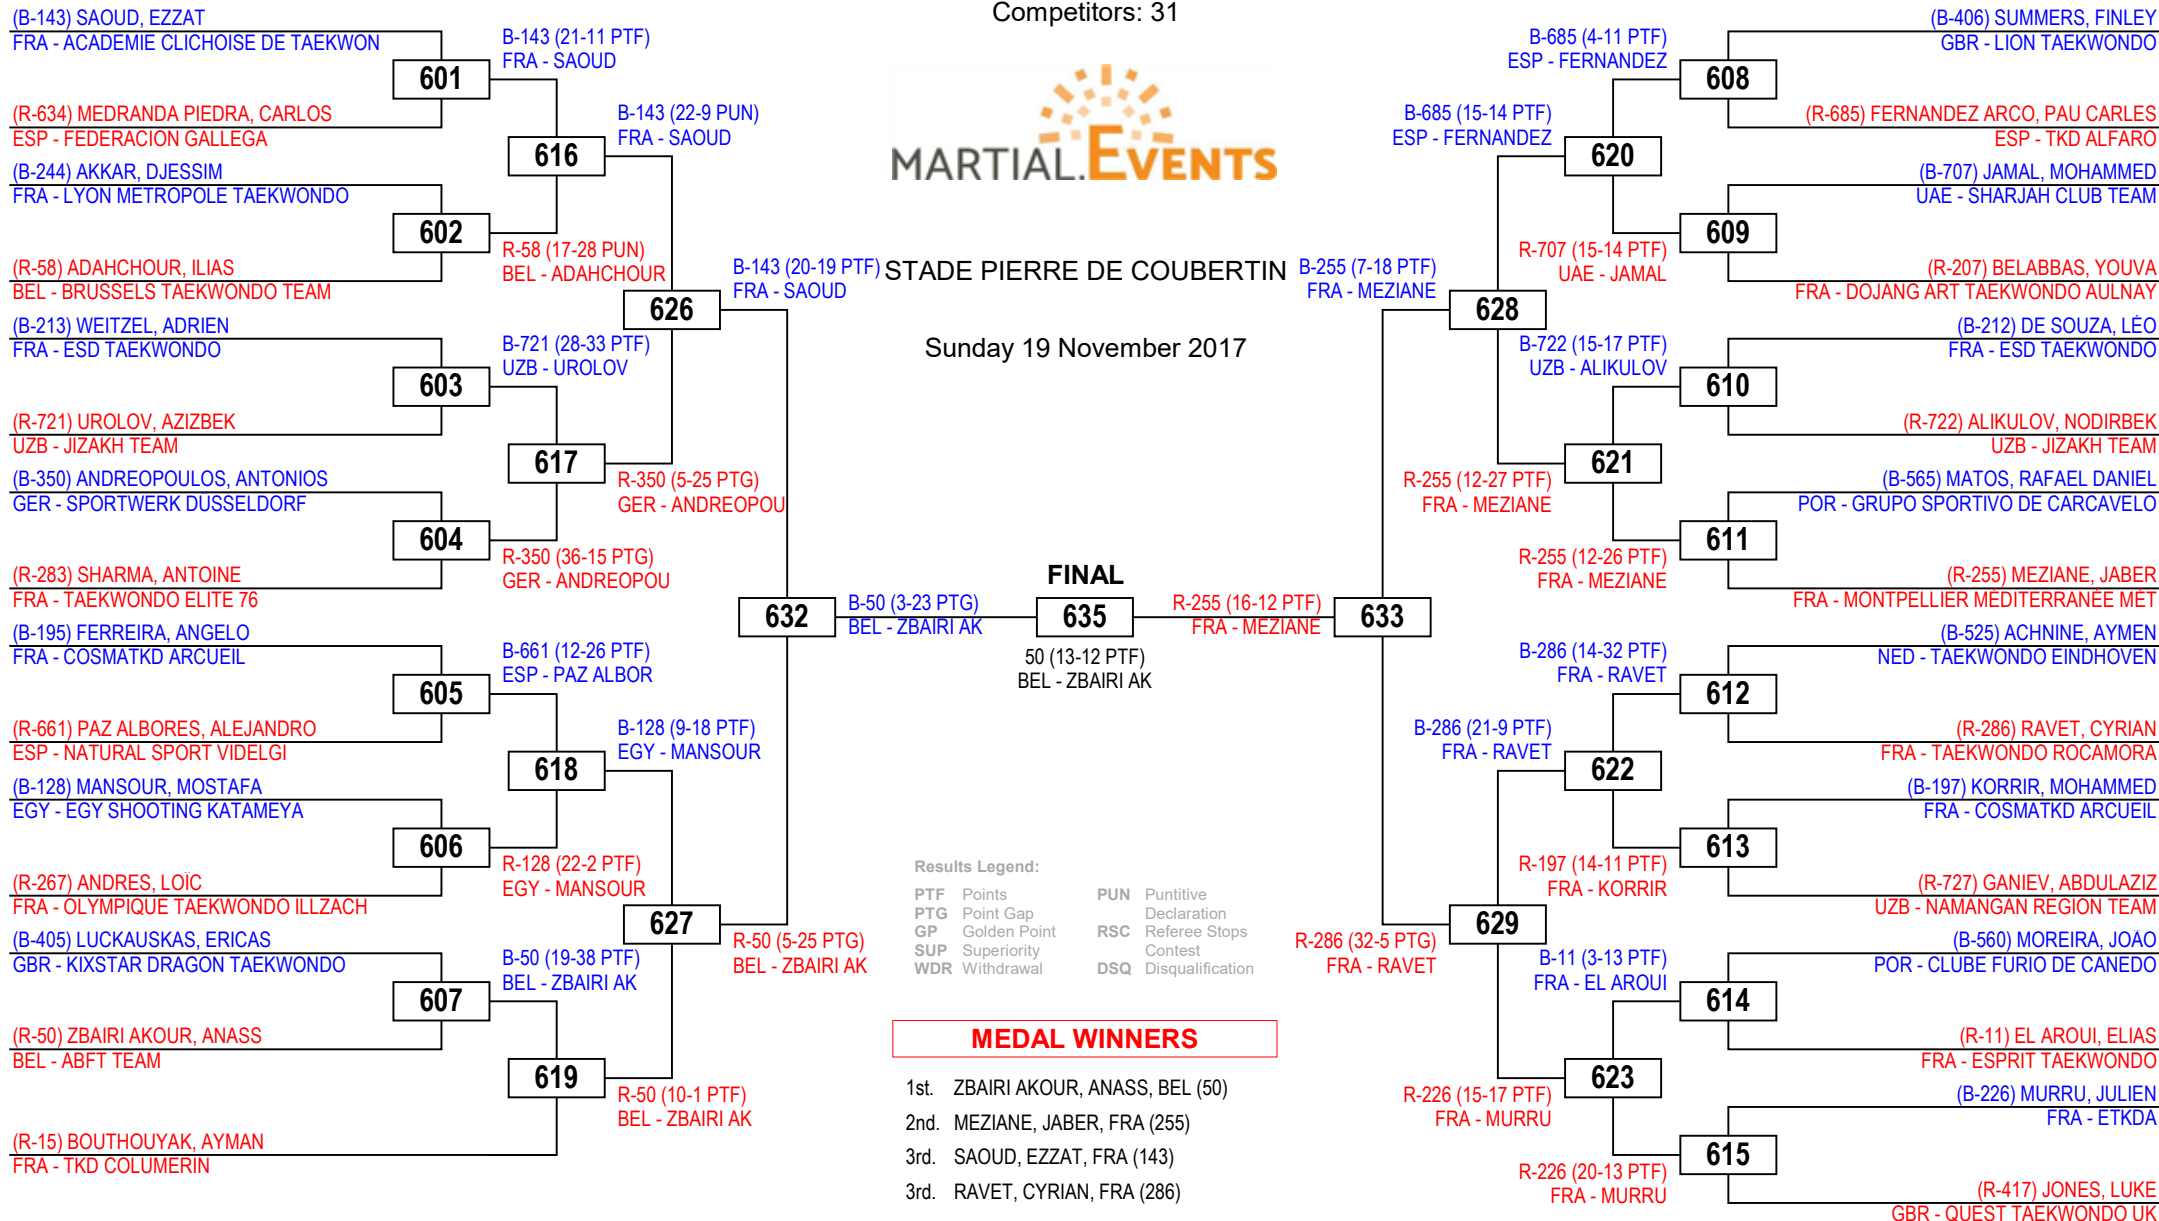 Competitors: 31
MARTIAL.EVENTS
STADE PIERRE DE COUBERTIN
Sunday 19 November 2017
(B-143) SAOUD, EZZAT
FRA - ACADEMIE CLICHOISE DE TAEKWON
601
(R-634) MEDRANDA PIEDRA, CARLOS
ESP - FEDERACION GALLEGA
(B-244) AKKAR, DJESSIM
FRA - LYON METROPOLE TAEKWONDO
602
(R-58) ADAHCHOUR, ILIAS
BEL - BRUSSELS TAEKWONDO TEAM
(B-213) WEITZEL, ADRIEN
FRA - ESD TAEKWONDO
603
(R-721) UROLOV, AZIZBEK
UZB - JIZAKH TEAM
(B-350) ANDREOPOULOS, ANTONIOS
GER - SPORTWERK DÜSSELDORF
604
(R-283) SHARMA, ANTOINE
FRA - TAEKWONDO ELITE 76
(B-195) FERREIRA, ANGELO
FRA - COSMATKD ARCUEIL
605
(R-661) PAZ ALBORES, ALEJANDRO
ESP - NATURAL SPORT VIDELGI
(B-128) MANSOUR, MOSTAFA
EGY - EGY SHOOTING KATAMEYA
606
(R-267) ANDRES, LOÏC
FRA - OLYMPIQUE TAEKWONDO ILLZACH
(B-405) LUCKAUSKAS, ERICAS
GBR - KIXSTAR DRAGON TAEKWONDO
607
(R-50) ZBAIRI AKOUR, ANASS
BEL - ABFT TEAM
(R-15) BOUTHOUYAK, AYMAN
FRA - TKD COLUMERIN
B-143 (21-11 PTF)
FRA - SAOUD
616
R-58 (17-28 PUN)
BEL - ADAHCHOUR
B-721 (28-33 PTF)
UZB - UROLOV
617
R-350 (36-15 PTG)
GER - ANDREOPOU
B-661 (12-26 PTF)
ESP - PAZ ALBOR
618
R-128 (22-2 PTF)
EGY - MANSOUR
B-50 (19-38 PTF)
BEL - ZBAIRI AK
619
B-143 (22-9 PUN)
FRA - SAOUD
626
R-350 (5-25 PTG)
GER - ANDREOPOU
B-128 (9-18 PTF)
EGY - MANSOUR
627
R-50 (10-1 PTF)
BEL - ZBAIRI AK
B-143 (20-19 PTF)
FRA - SAOUD
632
R-50 (5-25 PTG)
BEL - ZBAIRI AK
B-50 (3-23 PTG)
BEL - ZBAIRI AK
FINAL
635
50 (13-12 PTF)
BEL - ZBAIRI AK
R-255 (16-12 PTF)
FRA - MEZIANE
B-255 (7-18 PTF)
FRA - MEZIANE
633
R-286 (32-5 PTG)
FRA - RAVET
B-685 (15-14 PTF)
ESP - FERNANDEZ
628
R-255 (12-27 PTF)
FRA - MEZIANE
B-286 (21-9 PTF)
FRA - RAVET
629
R-226 (15-17 PTF)
FRA - MURRU
B-685 (4-11 PTF)
ESP - FERNANDEZ
620
R-707 (15-14 PTF)
UAE - JAMAL
B-722 (15-17 PTF)
UZB - ALIKULOV
621
R-255 (12-26 PTF)
FRA - MEZIANE
B-286 (14-32 PTF)
FRA - RAVET
622
R-197 (14-11 PTF)
FRA - KORRIR
B-11 (3-13 PTF)
FRA - EL AROUI
623
R-226 (20-13 PTF)
FRA - MURRU
(B-406) SUMMERS, FINLEY
GBR - LION TAEKWONDO
608
(R-685) FERNANDEZ ARCO, PAU CARLES
ESP - TKD ALFARO
(B-707) JAMAL, MOHAMMED
UAE - SHARJAH CLUB TEAM
609
(R-207) BELABBAS, YOUVA
FRA - DOJANG ART TAEKWONDO AULNAY
(B-212) DE SOUZA, LÉO
FRA - ESD TAEKWONDO
610
(R-722) ALIKULOV, NODIRBEK
UZB - JIZAKH TEAM
(B-565) MATOS, RAFAEL DANIEL
POR - GRUPO SPORTIVO DE CARCAVELO
611
(R-255) MEZIANE, JABER
FRA - MONTPELLIER MÉDITERRANÉE MÉT
(B-525) ACHNINE, AYMEN
NED - TAEKWONDO EINDHOVEN
612
(R-286) RAVET, CYRIAN
FRA - TAEKWONDO ROCAMORA
(B-197) KORRIR, MOHAMMED
FRA - COSMATKD ARCUEIL
613
(R-727) GANIEV, ABDULAZIZ
UZB - NAMANGAN REGION TEAM
(B-560) MOREIRA, JOÃO
POR - CLUBE FURIO DE CANEDO
614
(R-11) EL AROUI, ELIAS
FRA - ESPRIT TAEKWONDO
(B-226) MURRU, JULIEN
FRA - ETKDA
615
(R-417) JONES, LUKE
GBR - QUEST TAEKWONDO UK
Results Legend:
PTF Points PUN Puntitive
PTG Point Gap Declaration
GP Golden Point RSC Referee Stops
SUP Superiority Contest
WDR Withdrawal DSQ Disqualification
MEDAL WINNERS
1st. ZBAIRI AKOUR, ANASS, BEL (50)
2nd. MEZIANE, JABER, FRA (255)
3rd. SAOUD, EZZAT, FRA (143)
3rd. RAVET, CYRIAN, FRA (286)